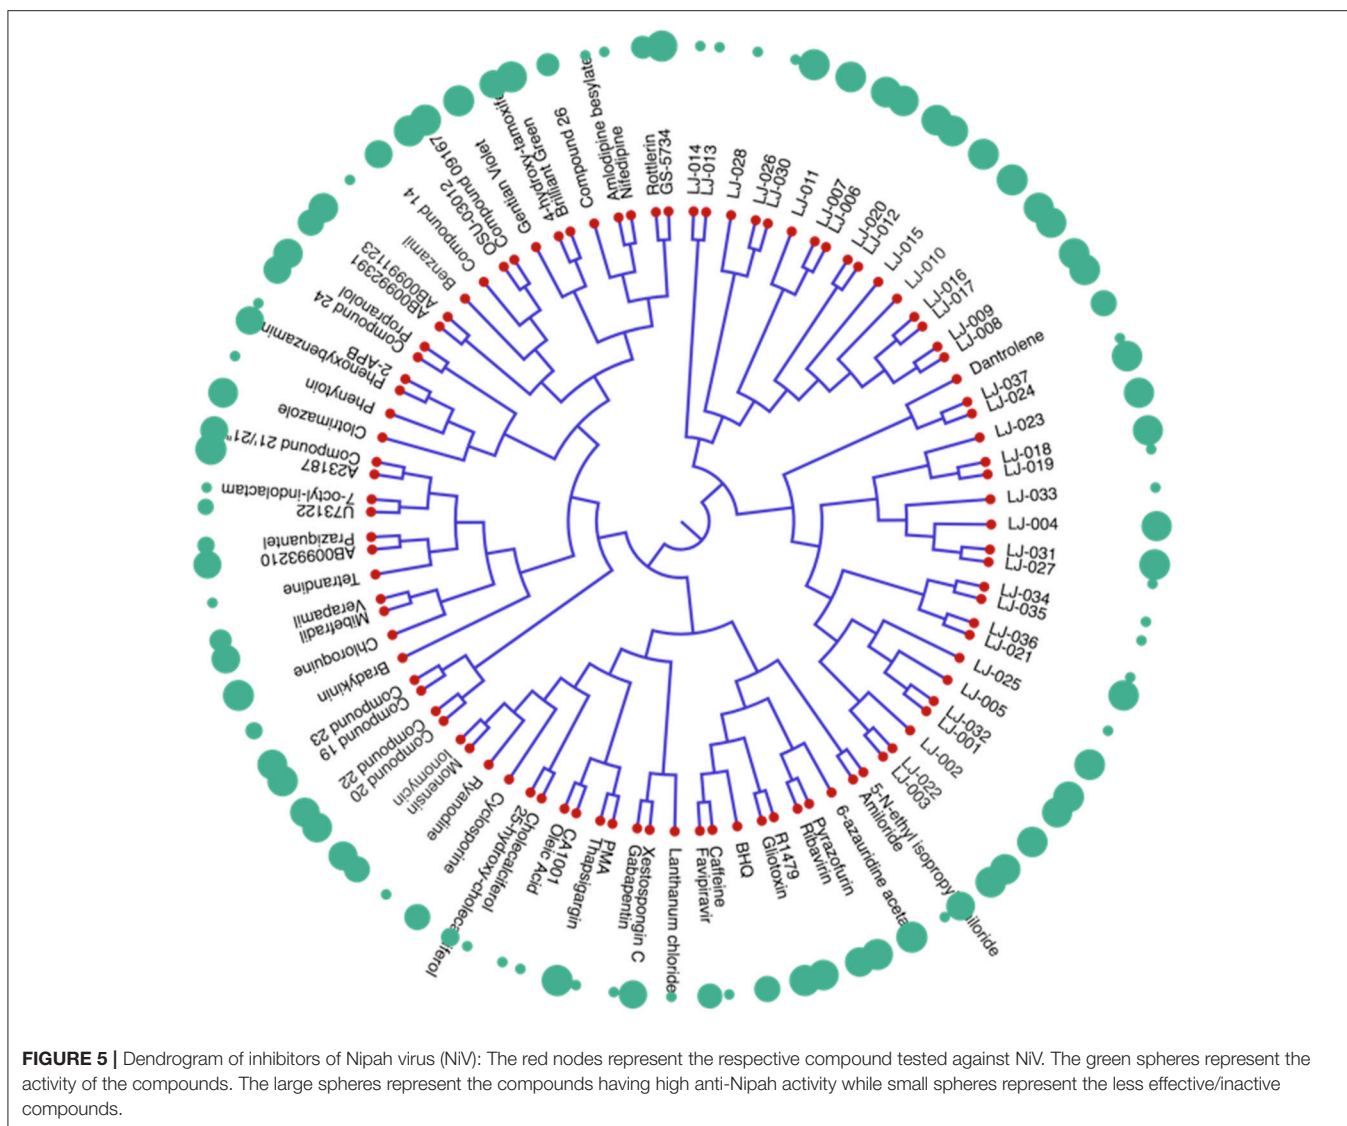 LJ-014
LJ-013
LJ-028
LJ-026
LJ-030
LJ-011
LJ-007
LJ-006
LJ-020
LJ-012
LJ-015
LJ-010
LJ-016
LJ-017
LJ-009
LJ-008
Dantrolene
LJ-037
LJ-024
LJ-023
LJ-018
LJ-019
LJ-033
LJ-004
LJ-031
LJ-027
LJ-034
LJ-035
LJ-036
LJ-021
LJ-025
LJ-005
LJ-032
LJ-001
LJ-002
LJ-022
LJ-003
5-N-ethyl isopropyl
Amiloride
6-azauridine
Pyrazofurin
Ribavirin
R1479
Gliotoxin
BHQ
Caffeine
Favipiravir
Lanthanum chloride
Xestospongin C
Gabapentin
PMA
Thapsigargin
CA1001
Oleic Acid
Cholecalciferol
Cyclosporine
Ryanodine
Monensin
Ionomycin
Compound 20
Compound 22
Compound 19
Compound 23
Bradykinin
Chloroquine
Mibefradil
Verapamil
Tetrandine
AB00993210
Praziquantel
U73122
7-octyl-indolactam
A23187
Compound 21/21"
Clotrimazole
Phenytoin
Phenoxybenzamin
2-APB
Compound 24
Propranolol
AB00992391
AB00991123
Benzamil
Compound 14
OSU-03012
Compound 09167
Gentian Violet
Brilliant Green
Compound 26
Amlodipine besylate
Nifedipine
Rottlerin
GS-5734
FIGURE 5 | Dendrogram of inhibitors of Nipah virus (NiV): The red nodes represent the respective compound tested against NiV. The green spheres represent the
activity of the compounds. The large spheres represent the compounds having high anti-Nipah activity while small spheres represent the less effective/inactive
compounds.